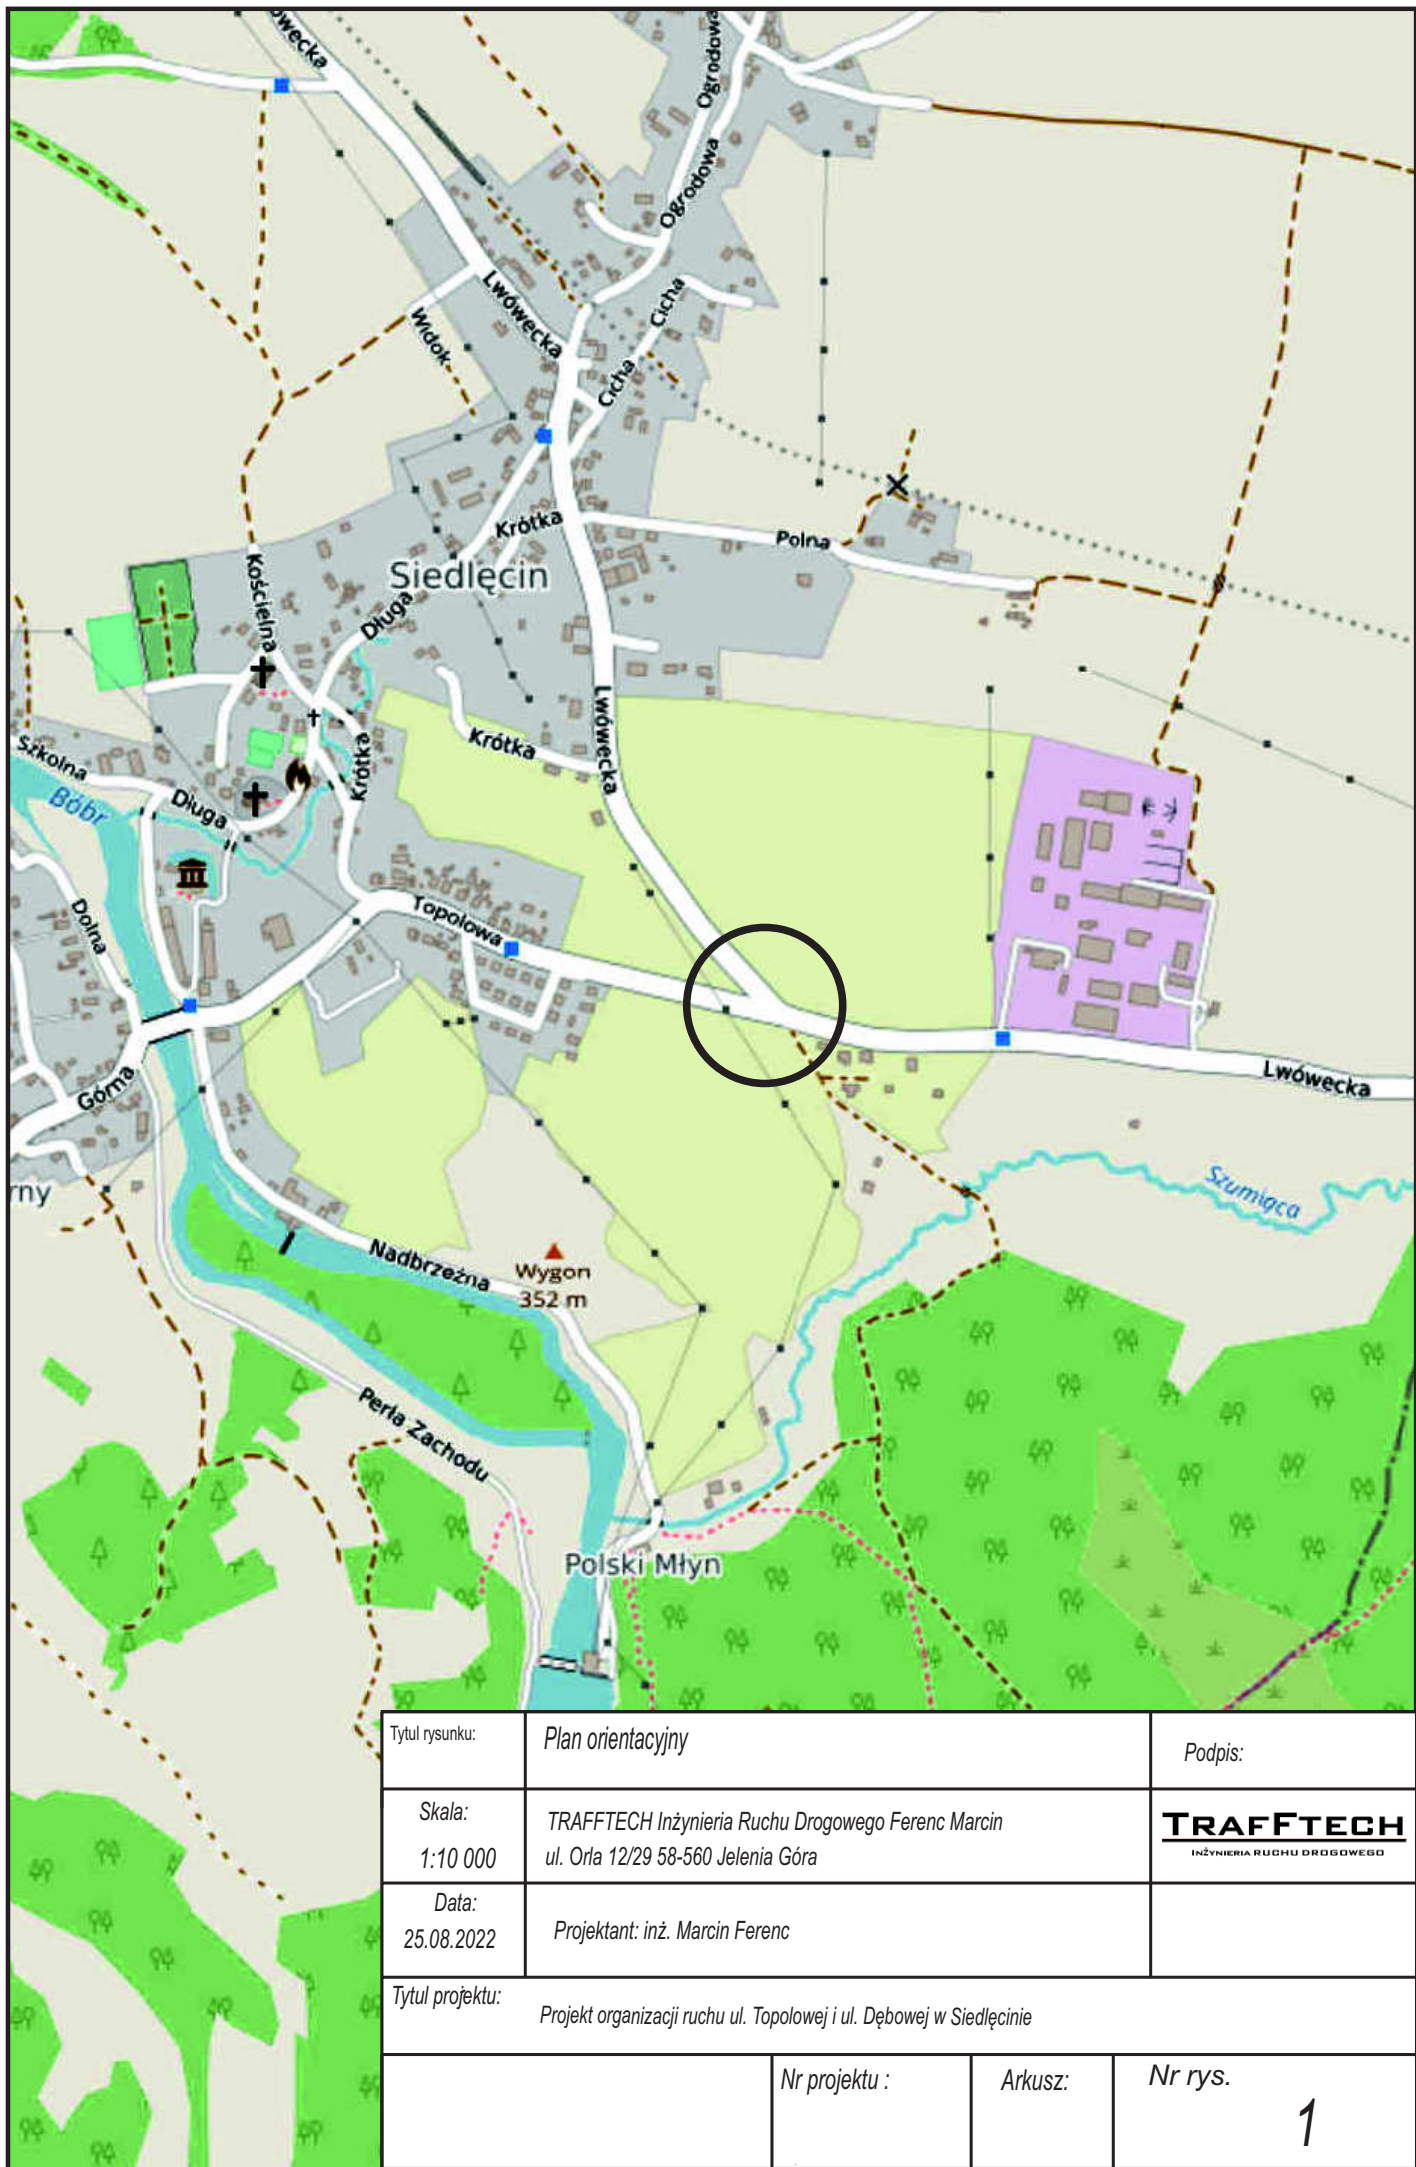 owecka
Ogrodowa
Ogrodowa
Lwówecka
Widok
Cicha
Cicha
Krótka
Polna
Siedlęcin
Kościelna
Długa
Lwówecka
Krótka
Krótka
Szkolna
Bóbr
Długa
Dolna
Topolowa
Górna
Lwówecka
rny
Szumiąca
Nadbrzeżna
Wygon
352 m
Perła Zachodu
Polski Młyn
Tytul rysunku:
Plan orientacyjny
Podpis:
Skala:
1:10 000
TRAFFTECH Inżynieria Ruchu Drogowego Ferenc Marcin
ul. Orla 12/29 58-560 Jelenia Góra
TRAFFTECH
INŻYNIERIA RUCHU DROGOWEGO
Data:
25.08.2022
Projektant: inż. Marcin Ferenc
Tytul projektu:
Projekt organizacji ruchu ul. Topolowej i ul. Dębowej w Siedlęcinie
Nr projektu :
Arkusz:
Nr rys.
1